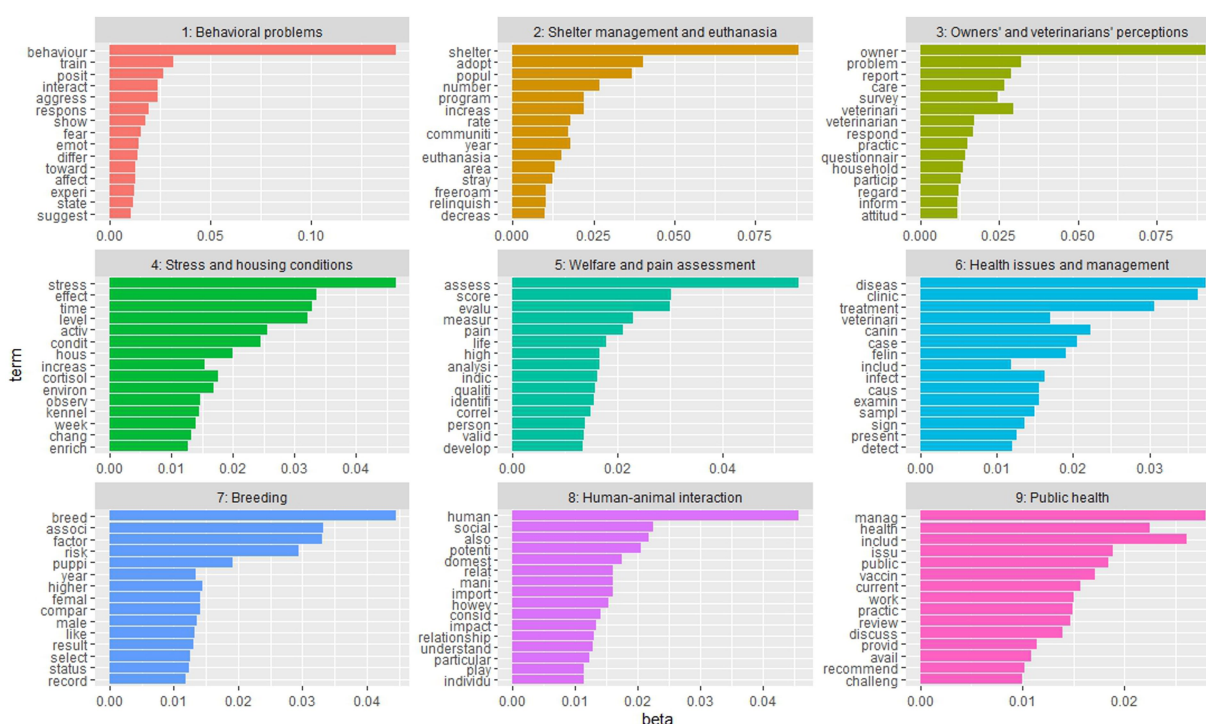 1: Behavioral problems
behaviour
train
posit
interact
aggress
respons
show
fear
emot
differ
toward
affect
experi
state
suggest
0.00 0.05 0.10
2: Shelter management and euthanasia
shelter
adopt
popul
number
program
increas
rate
communiti
year
euthanasia
area
stray
freeroam
relinquish
decreas
0.000 0.025 0.050 0.075
3: Owners' and veterinarians' perceptions
owner
problem
report
care
survey
veterinari
veterinarian
respond
practic
questionnair
household
particip
regard
inform
attitud
0.000 0.025 0.050 0.075
term
4: Stress and housing conditions
stress
effect
time
level
activ
condit
hous
increas
cortisol
environ
observ
kennel
week
chang
enrich
0.00 0.01 0.02 0.03 0.04
5: Welfare and pain assessment
assess
score
evalu
measur
pain
life
high
analysi
indic
qualiti
identifi
correl
person
valid
develop
0.00 0.02 0.04
6: Health issues and management
diseas
clinic
treatment
veterinari
canin
case
felin
includ
infect
caus
examin
sampl
sign
present
detect
0.00 0.01 0.02 0.03
7: Breeding
breed
associ
factor
risk
puppi
year
higher
femal
compar
male
like
result
select
status
record
0.00 0.01 0.02 0.03 0.04
8: Human-animal interaction
human
social
also
potenti
domest
relat
mani
import
howev
consid
impact
relationship
understand
particular
play
individu
0.00 0.01 0.02 0.03 0.04
9: Public health
manag
health
includ
issu
public
vaccin
current
work
practic
review
discuss
provid
avail
recommend
challeng
0.00 0.01 0.02
beta